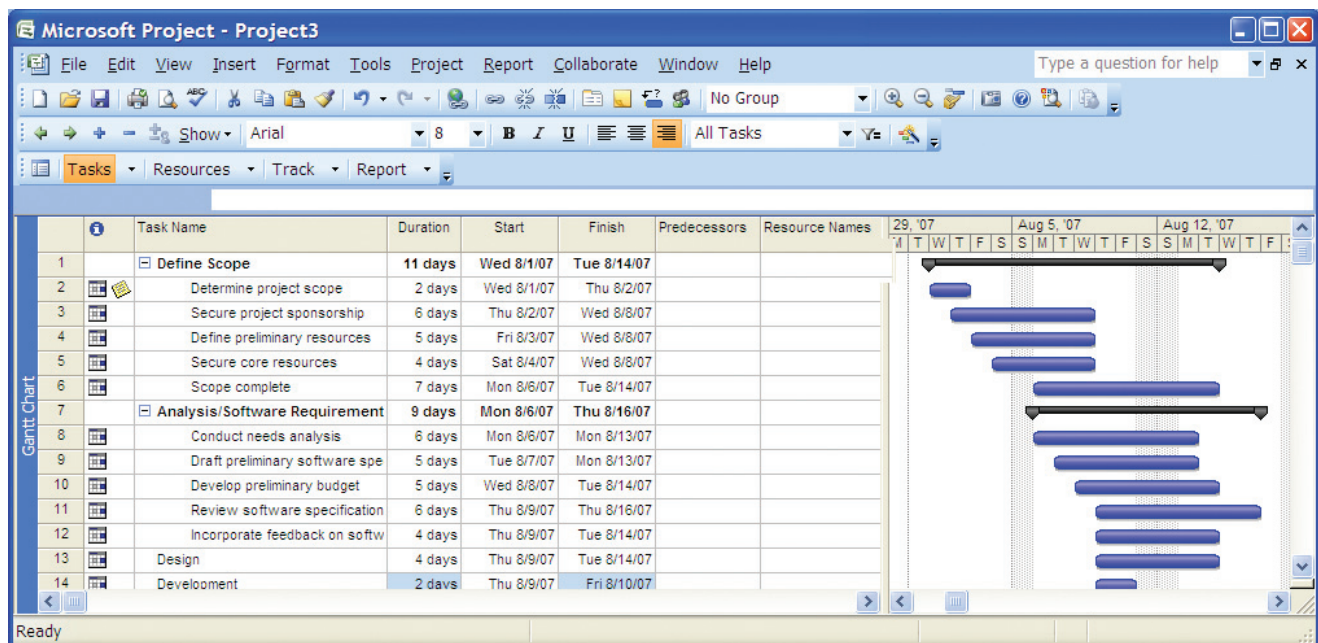 Microsoft Project - Project3
File Edit View Insert Format Tools Project Report Collaborate Window Help Type a question for help
ABC No Group
Show Arial 8 B I U All Tasks
Tasks Resources Track Report
Task Name Duration Start Finish Predecessors Resource Names 29, '07 Aug 5, '07 Aug 12, '07
M T W T F S S M T W T F S S M T W T F
1 Define Scope 11 days Wed 8/1/07 Tue 8/14/07
2 Determine project scope 2 days Wed 8/1/07 Thu 8/2/07
3 Secure project sponsorship 6 days Thu 8/2/07 Wed 8/8/07
4 Define preliminary resources 5 days Fri 8/3/07 Wed 8/8/07
5 Secure core resources 4 days Sat 8/4/07 Wed 8/8/07
6 Scope complete 7 days Mon 8/6/07 Tue 8/14/07
7 Analysis/Software Requirement 9 days Mon 8/6/07 Thu 8/16/07
8 Conduct needs analysis 6 days Mon 8/6/07 Mon 8/13/07
9 Draft preliminary software spe 5 days Tue 8/7/07 Mon 8/13/07
10 Develop preliminary budget 5 days Wed 8/8/07 Tue 8/14/07
11 Review software specification 6 days Thu 8/9/07 Thu 8/16/07
12 Incorporate feedback on softw 4 days Thu 8/9/07 Tue 8/14/07
13 Design 4 days Thu 8/9/07 Tue 8/14/07
14 Development 2 days Thu 8/9/07 Fri 8/10/07
Gantt Chart
Ready